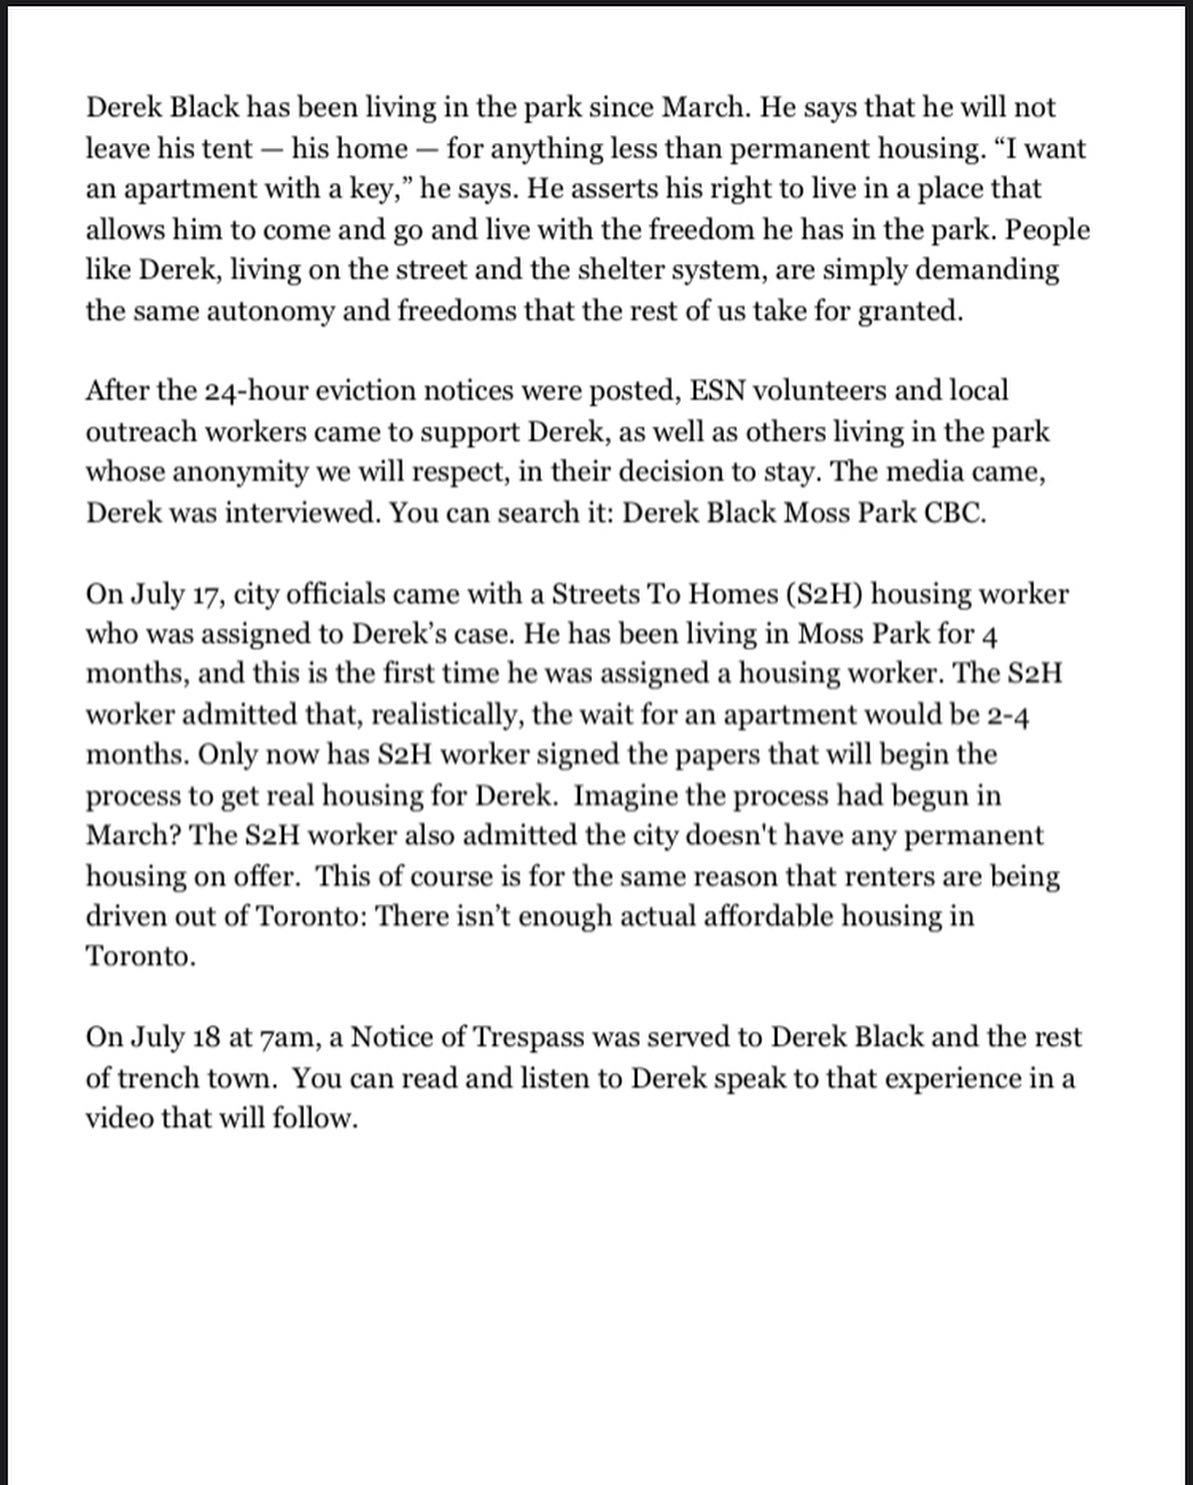 Derek Black has been living in the park since March. He says that he will not
leave his tent — his home — for anything less than permanent housing. “I want
an apartment with a key,” he says. He asserts his right to live in a place that
allows him to come and go and live with the freedom he has in the park. People
like Derek, living on the street and the shelter system, are simply demanding
the same autonomy and freedoms that the rest of us take for granted.

After the 24-hour eviction notices were posted, ESN volunteers and local
outreach workers came to support Derek, as well as others living in the park
whose anonymity we will respect, in their decision to stay. The media came,
Derek was interviewed. You can search it: Derek Black Moss Park CBC.

On July 17, city officials came with a Streets To Homes (S2H) housing worker
who was assigned to Derek’s case. He has been living in Moss Park for 4
months, and this is the first time he was assigned a housing worker. The S2H
worker admitted that, realistically, the wait for an apartment would be 2-4
months. Only now has S2H worker signed the papers that will begin the
process to get real housing for Derek.  Imagine the process had begun in
March? The S2H worker also admitted the city doesn't have any permanent
housing on offer.  This of course is for the same reason that renters are being
driven out of Toronto: There isn’t enough actual affordable housing in
Toronto.

On July 18 at 7am, a Notice of Trespass was served to Derek Black and the rest
of trench town.  You can read and listen to Derek speak to that experience in a
video that will follow.